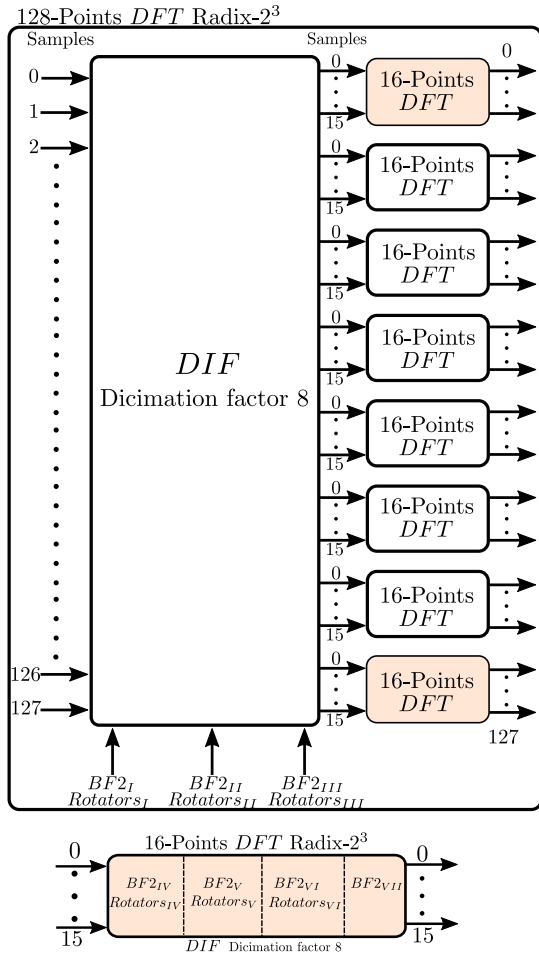 128-Points DFT Radix-2³
Samples
Samples
0
1
2
126
127
DIF
Dicimation factor 8
0
15
16-Points
DFT
0
0
15
16-Points
DFT
0
15
16-Points
DFT
0
15
16-Points
DFT
0
15
16-Points
DFT
0
15
16-Points
DFT
0
15
16-Points
DFT
0
15
16-Points
DFT
127
BF2_I
Rotators_I
BF2_II
Rotators_II
BF2_III
Rotators_III
16-Points DFT Radix-2³
0
15
BF2_IV
Rotators_IV
BF2_V
Rotators_V
BF2_VI
Rotators_VI
BF2_VII
0
15
DIF Dicimation factor 8